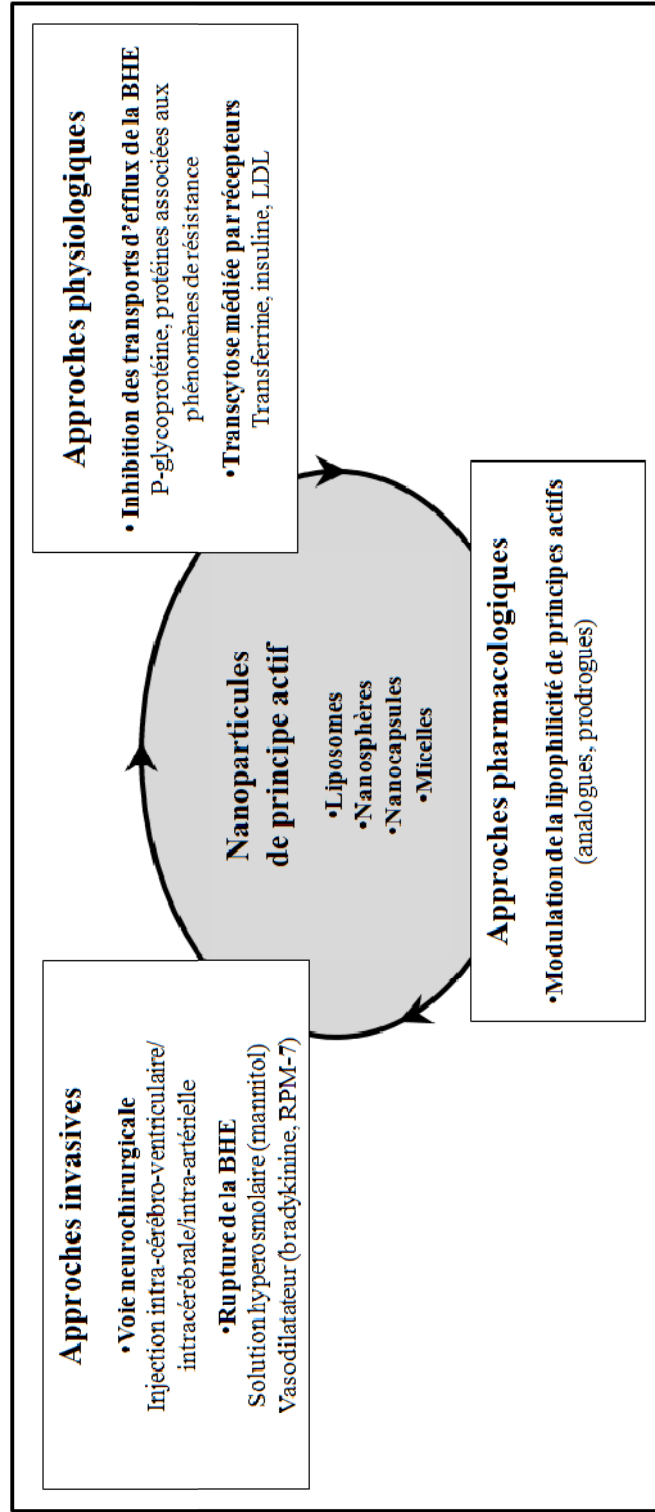 Approches invasives
•Voie neurochirurgicale
Injection intra-cérébro-ventriculaire/
intracérébrale/intra-artérielle
•Rupture de la BHE
Solution hyperosmolaire (mannitol)
Vasodilatateur (bradykinine, RPM-7)
Approches physiologiques
•Inhibition des transports d'efflux de la BHE
P-glycoprotéine, protéines associées aux
phénomènes de résistance
•Transcytose médiée par récepteurs
Transferrine, insuline, LDL
Nanoparticules
de principe actif
•Liposomes
•Nanosphères
•Nanocapsules
•Micelles
Approches pharmacologiques
•Modulation de la lipophilicité de principes actifs
(analogues, prodrogues)